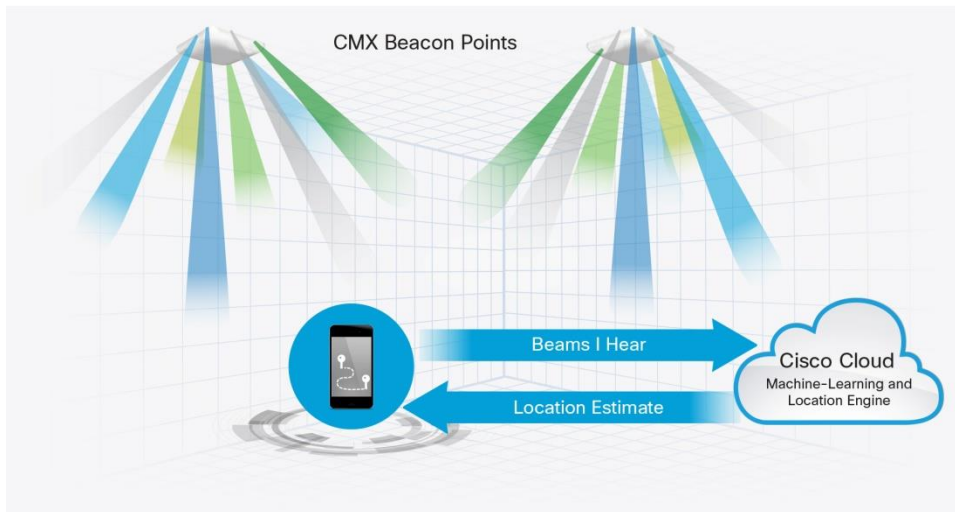 CMX Beacon Points
Beams I Hear
Location Estimate
Cisco Cloud
Machine-Learning and
Location Engine